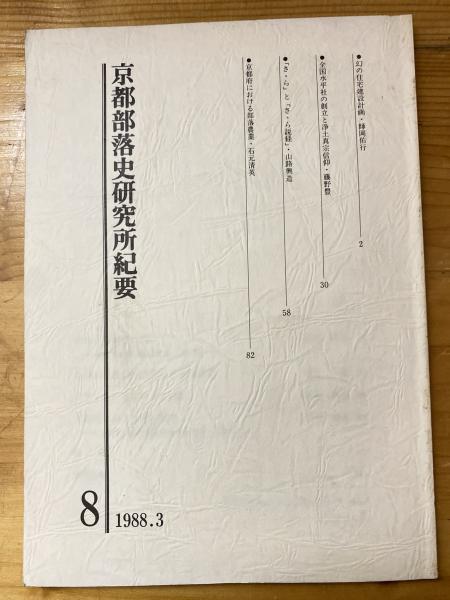 ●幻の住宅建設計画・師岡佑行 2
●全国水平社の創立と浄土真宗信仰・藤野豊 30
●「さゝら」と「さゝら説経」・山路興造 58
●京都府における部落農業・石元清英 82
京都部落史研究所紀要
8 1988.3